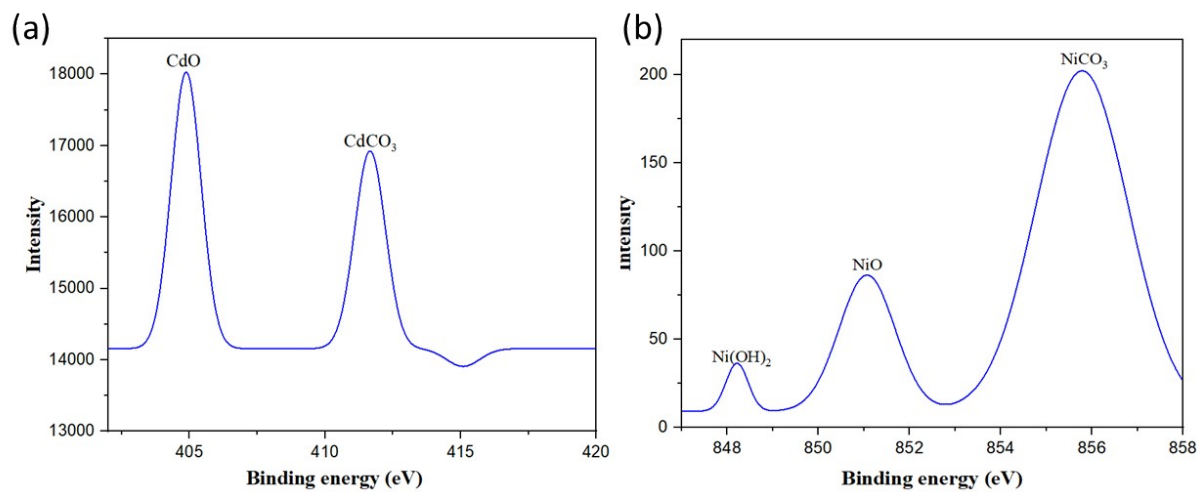 (a)
CdO
CdCO₃
18000
17000
16000
15000
14000
13000
405
410
415
420
Intensity
Binding energy (eV)
(b)
NiCO₃
NiO
Ni(OH)₂
200
150
100
50
0
848
850
852
854
856
858
Intensity
Binding energy (eV)